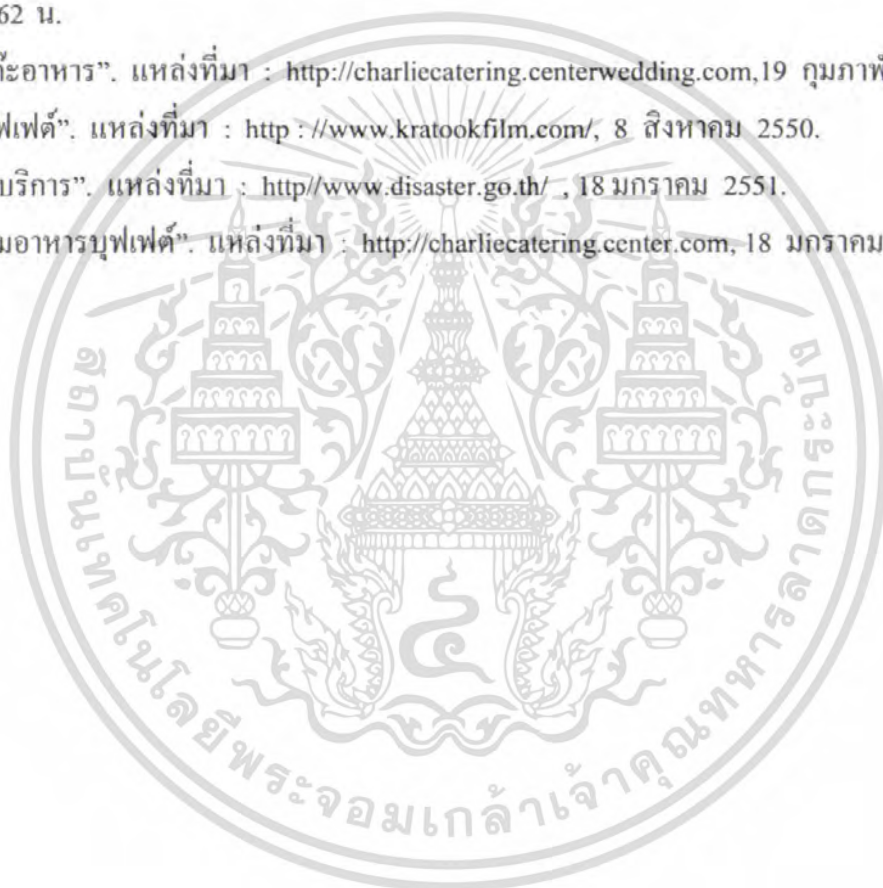 62 น.
๊ะอาหาร”. แหล่งที่มา : http://charliecatering.centerwedding.com,19 กุมภาพั
ฟเฟต์”. แหล่งที่มา : http : //www.kratookfilm.com/, 8 สิงหาคม 2550.
บริการ”. แหล่งที่มา : http//www.disaster.go.th/ , 18 มกราคม 2551.
มอาหารบุฟเฟต์”. แหล่งที่มา : http://charliecatering.center.com, 18 มกราคม
สถาบันเทคโนโลยีพระจอมเกล้าเจ้าคุณทหารลาดกระบัง
๔